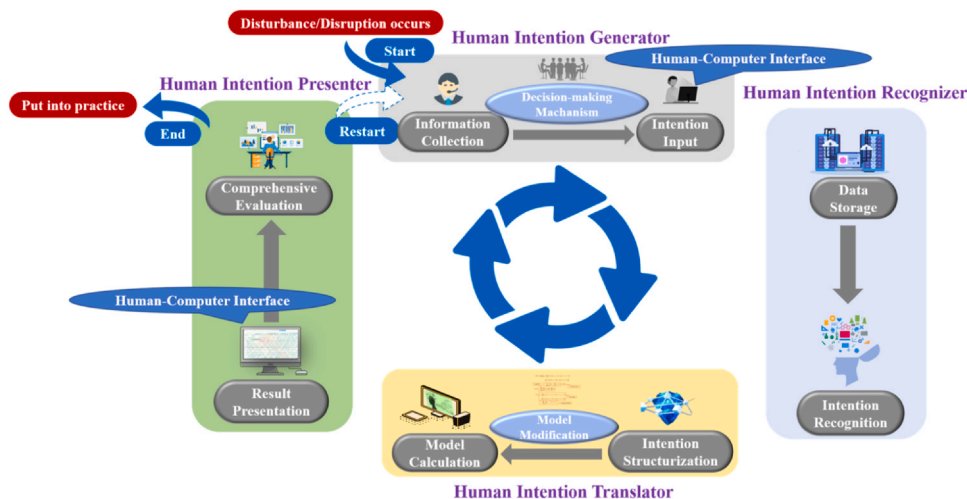 Disturbance/Disruption occurs
Start
Human Intention Generator
Human-Computer Interface
Human Intention Presenter
Human Intention Recognizer
Put into practice
End
Restart
Decision-making
Machanism
Information
Collection
Intention
Input
Comprehensive
Evaluation
Data
Storage
Human-Computer Interface
Result
Presentation
Intention
Recognition
Model
Modification
Model
Calculation
Intention
Structurization
Human Intention Translator